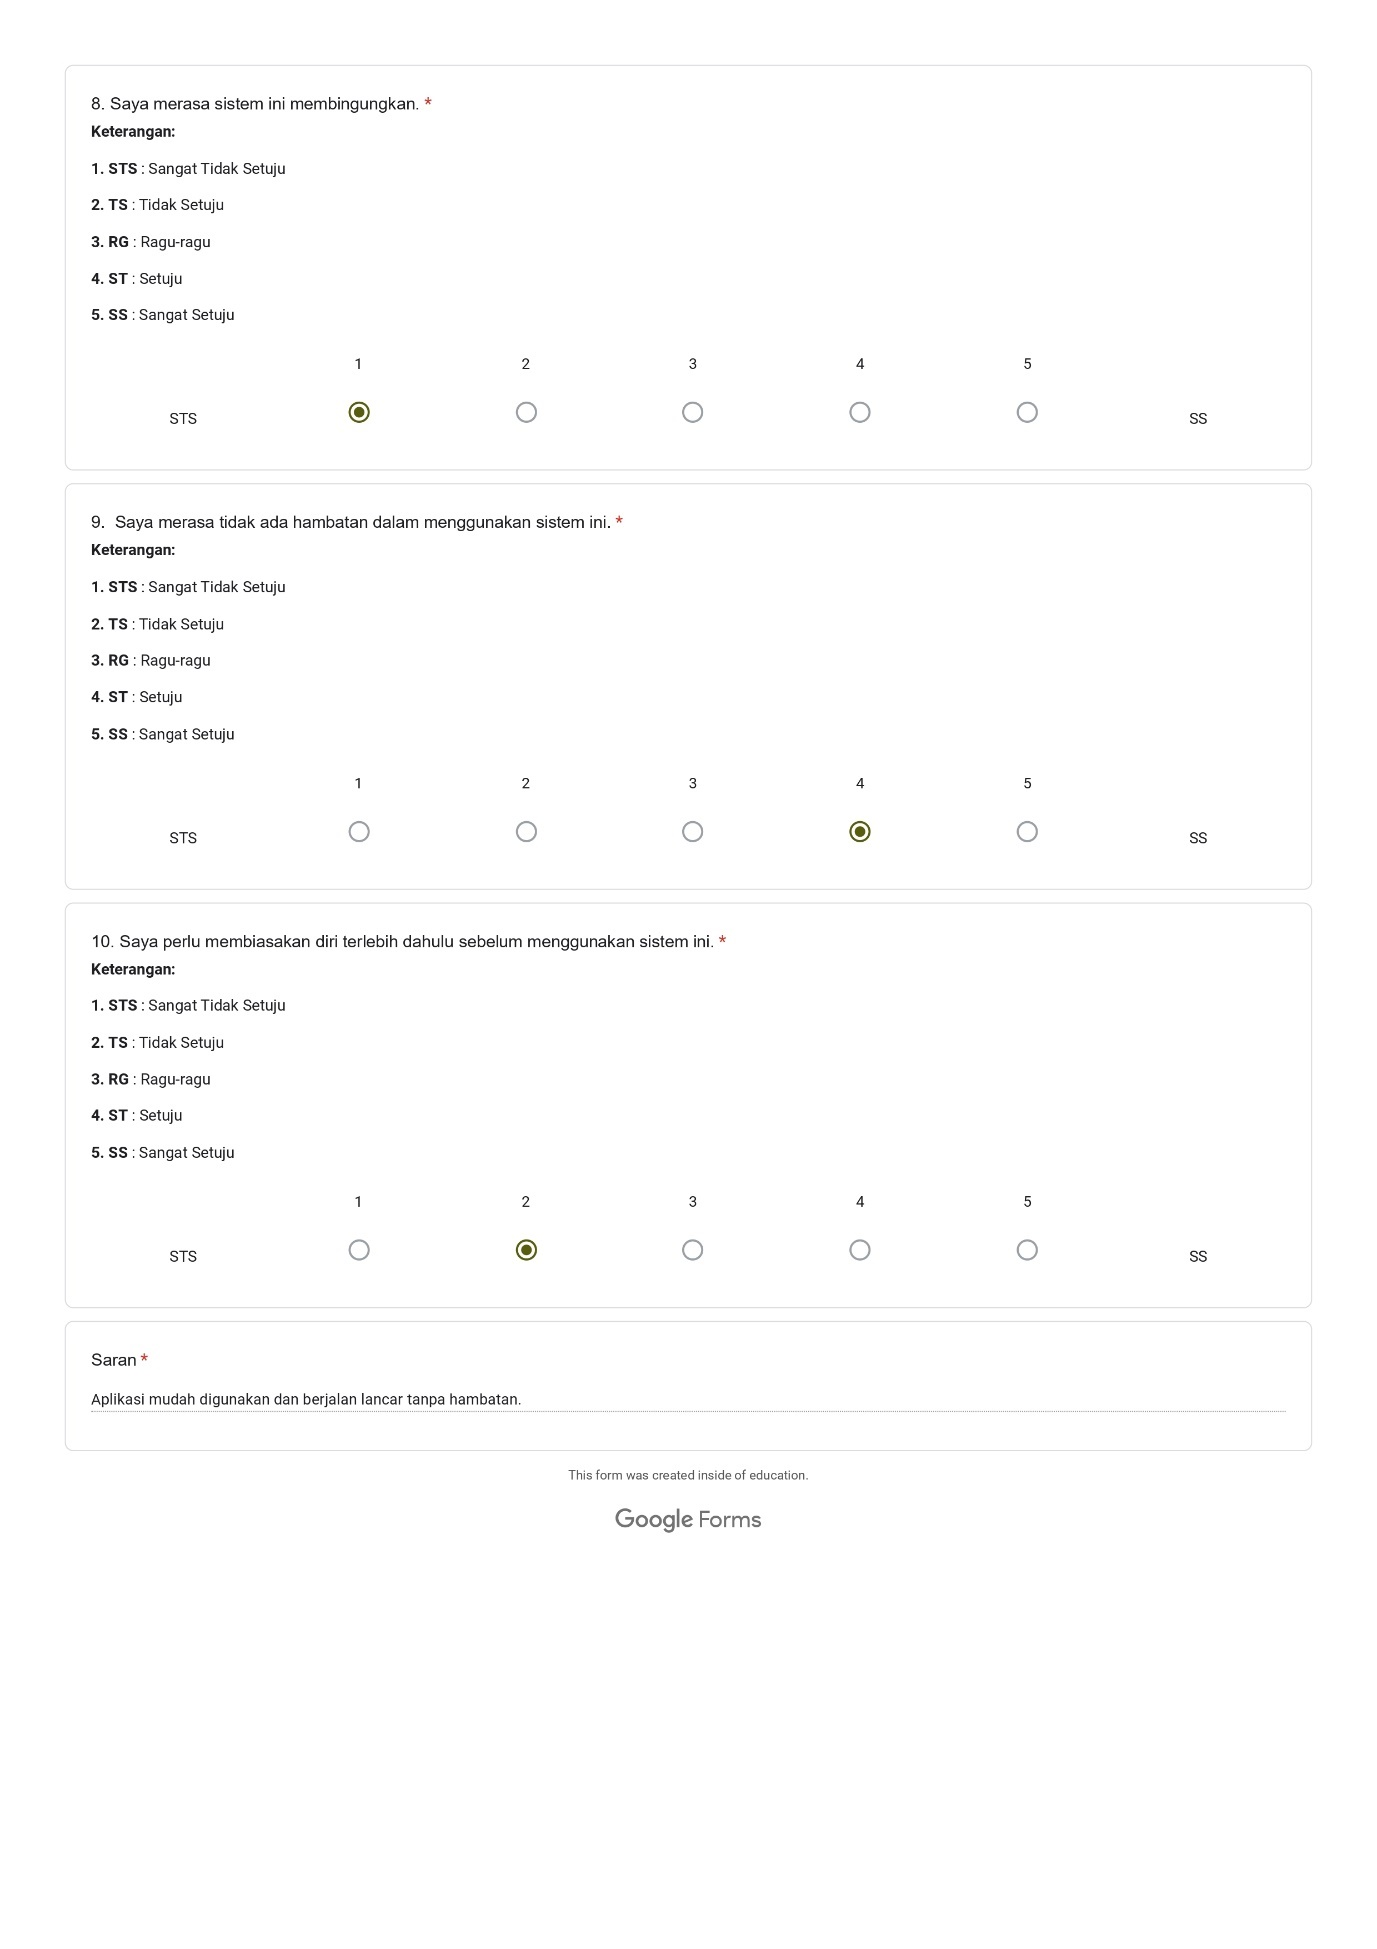 8. Saya merasa sistem ini membingungkan. *
Keterangan:
1. STS : Sangat Tidak Setuju
2. TS : Tidak Setuju
3. RG : Ragu-ragu
4. ST : Setuju
5. SS : Sangat Setuju
1 2 3 4 5
STS SS
9. Saya merasa tidak ada hambatan dalam menggunakan sistem ini. *
Keterangan:
1. STS : Sangat Tidak Setuju
2. TS : Tidak Setuju
3. RG : Ragu-ragu
4. ST : Setuju
5. SS : Sangat Setuju
1 2 3 4 5
STS SS
10. Saya perlu membiasakan diri terlebih dahulu sebelum menggunakan sistem ini. *
Keterangan:
1. STS : Sangat Tidak Setuju
2. TS : Tidak Setuju
3. RG : Ragu-ragu
4. ST : Setuju
5. SS : Sangat Setuju
1 2 3 4 5
STS SS
Saran *
Aplikasi mudah digunakan dan berjalan lancar tanpa hambatan.
This form was created inside of education.
Google Forms